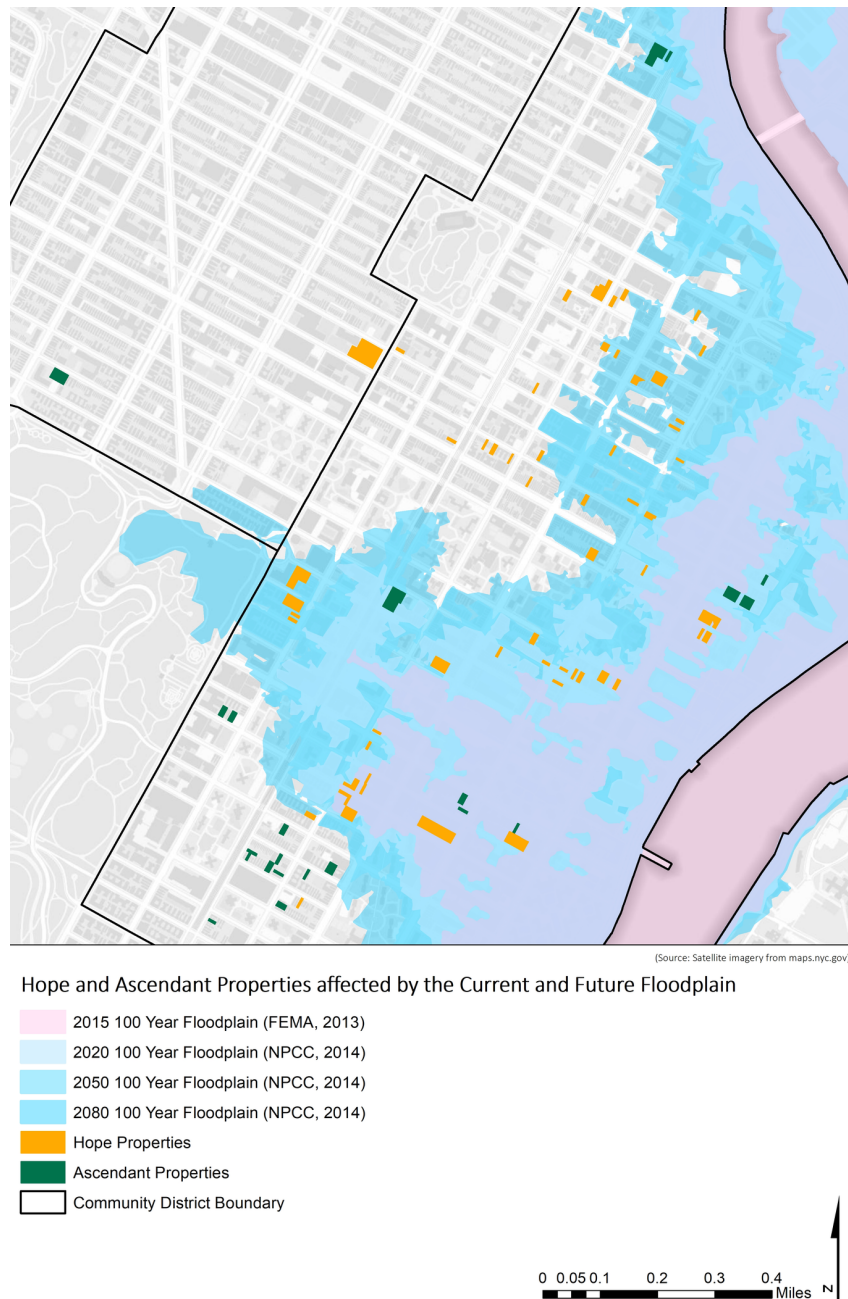 (Source: Satellite imagery from maps.nyc.gov)
Hope and Ascendant Properties affected by the Current and Future Floodplain
2015 100 Year Floodplain (FEMA, 2013)
2020 100 Year Floodplain (NPCC, 2014)
2050 100 Year Floodplain (NPCC, 2014)
2080 100 Year Floodplain (NPCC, 2014)
Hope Properties
Ascendant Properties
Community District Boundary
0 0.05 0.1 0.2 0.3 0.4
Miles
N